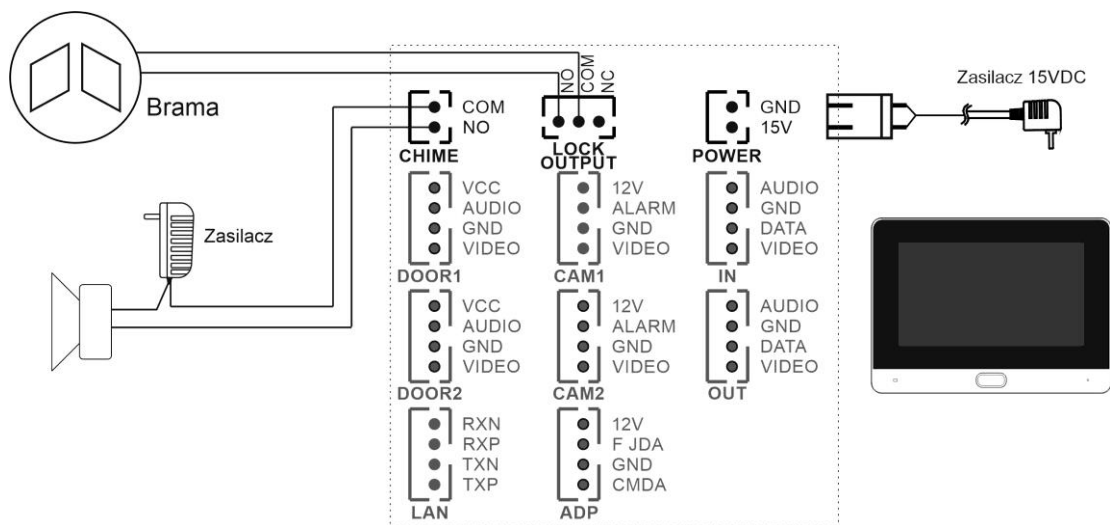 Brama
NO
COM
NC
COM
NO
CHIME
LOCK
OUTPUT
GND
15V
POWER
Zasilacz 15VDC
Zasilacz
VCC
AUDIO
GND
VIDEO
DOOR1
12V
ALARM
GND
VIDEO
CAM1
AUDIO
GND
DATA
VIDEO
IN
VCC
AUDIO
GND
VIDEO
DOOR2
12V
ALARM
GND
VIDEO
CAM2
AUDIO
GND
DATA
VIDEO
OUT
RXN
RXP
TXN
TXP
LAN
12V
F JDA
GND
CMDA
ADP